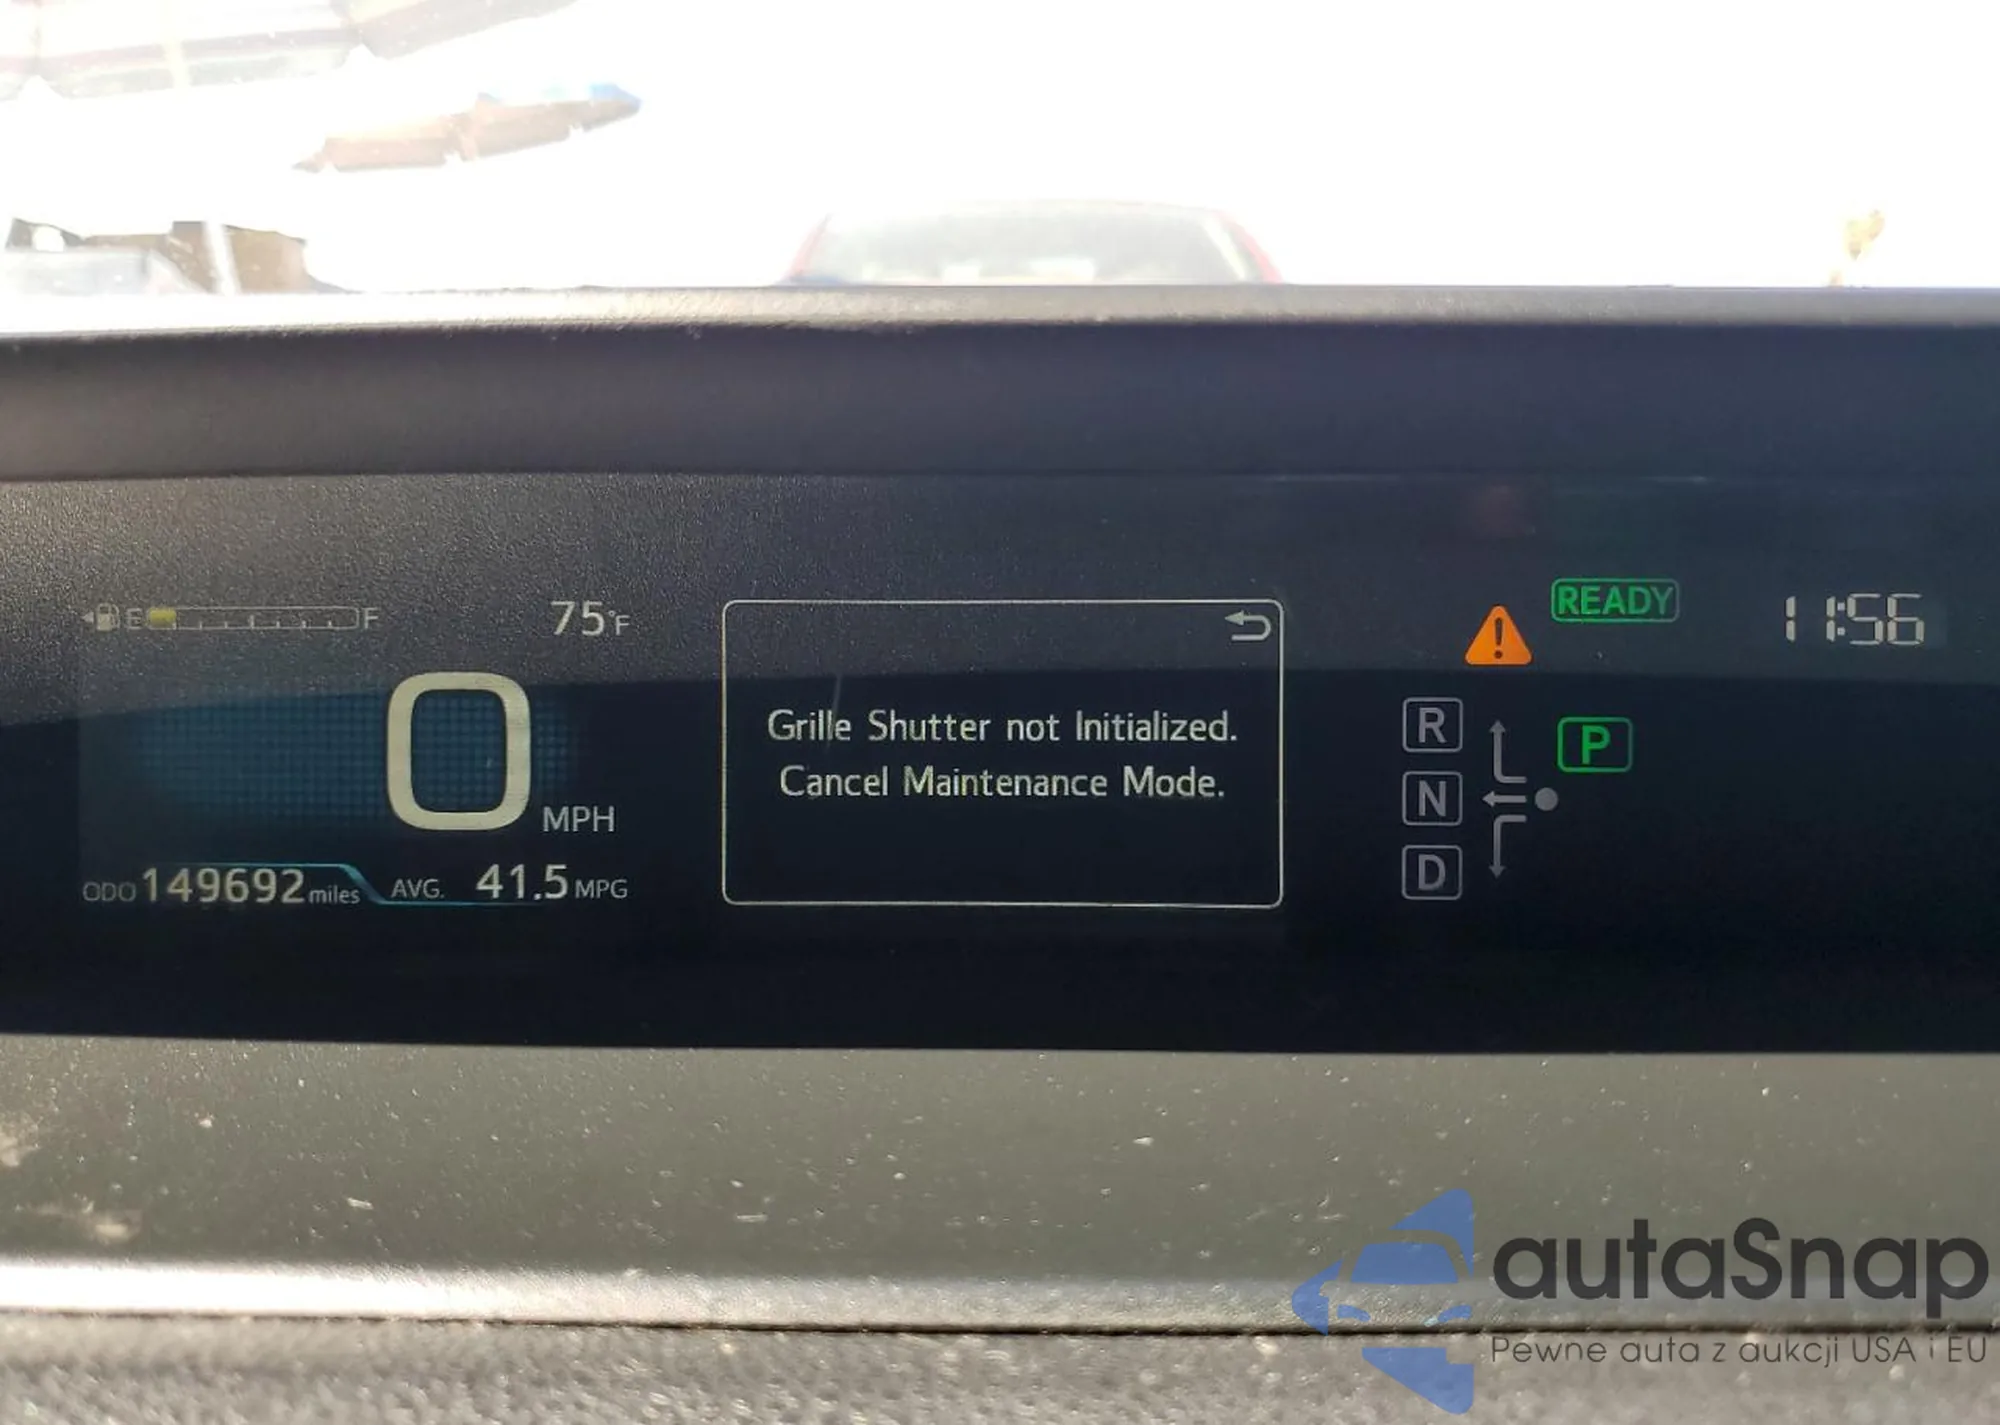 E F
75°F
READY
11:56
0 MPH
Grille Shutter not Initialized.
Cancel Maintenance Mode.
R
P
N
D
ODO 149692 miles
AVG. 41.5 MPG
autaSnap
Pewne auta z aukcji USA i EU